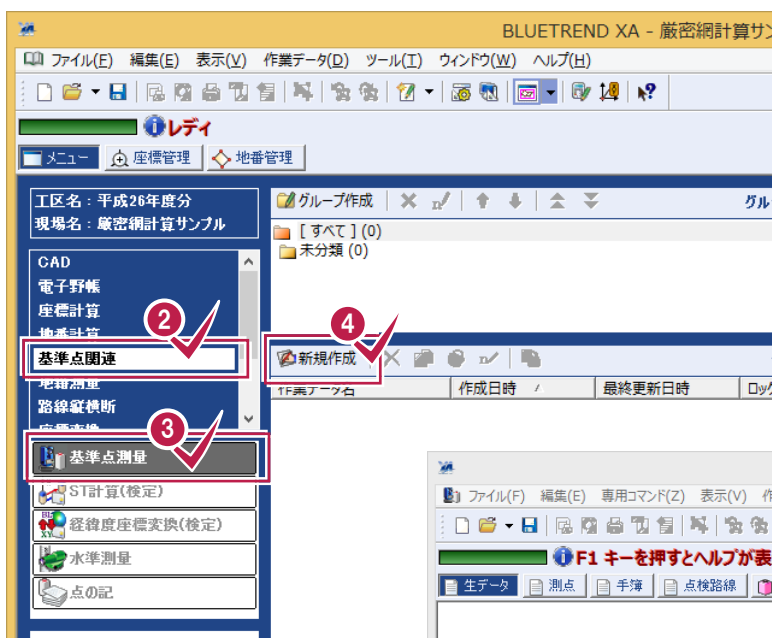 BLUETREND XA - 厳密網計算サン
ファイル(F) 編集(E) 表示(V) 作業データ(D) ツール(T) ウィンドウ(W) ヘルプ(H)
レディ
メニュー 座標管理 地番管理
工区名：平成26年度分
現場名：厳密網計算サンプル
グループ作成 グル
[ すべて ] (0)
未分類 (0)
CAD
電子野帳
座標計算
地番計算
2
基準点関連
地籍測量
路線縦横断
座標変換
3
基準点測量
ST計算(検定)
経緯度座標変換(検定)
水準測量
点の記
4
新規作成
作業データ名 作成日時 最終更新日時 ロック
ファイル(F) 編集(E) 専用コマンド(Z) 表示(V) 作
F1 キーを押すとヘルプが表
生データ 測点 手簿 点検路線